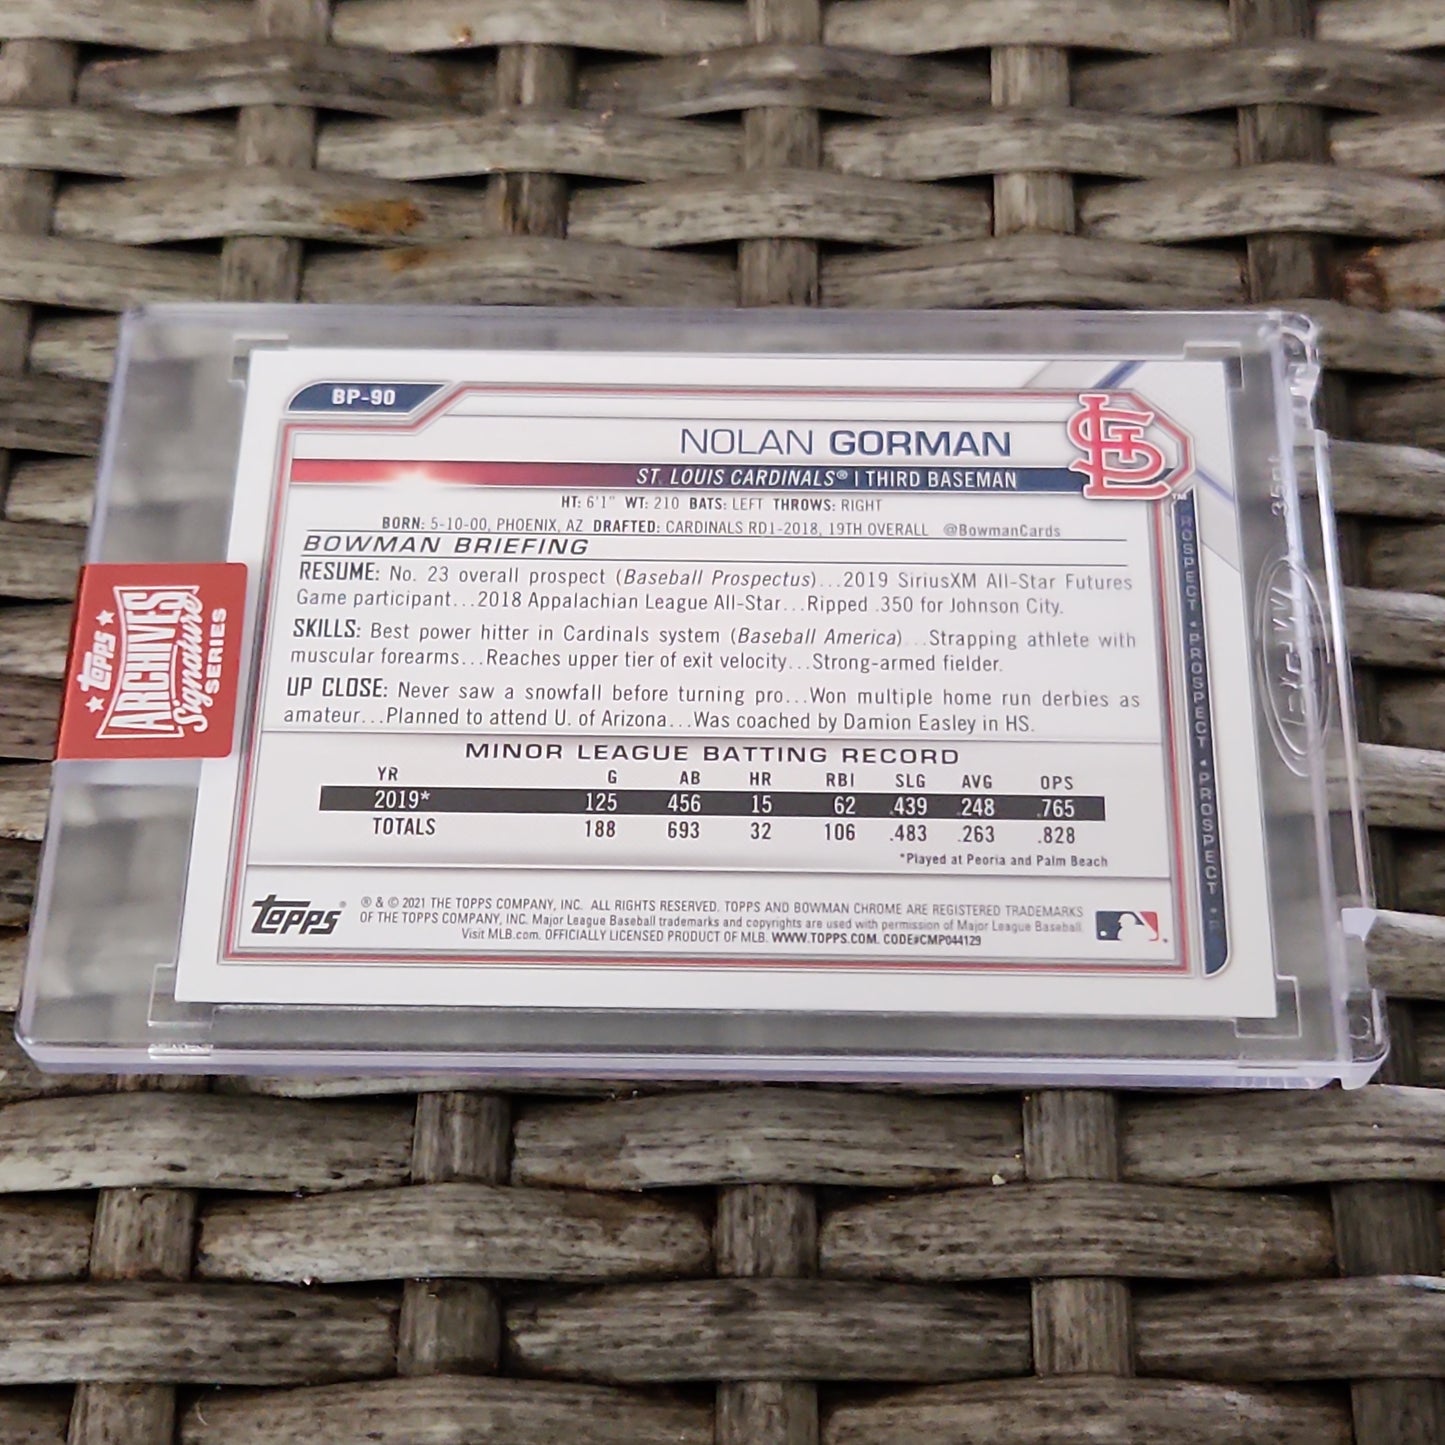 BP-90
NOLAN GORMAN
ST. LOUIS CARDINALS® | THIRD BASEMAN
HT: 6'1" WT: 210 BATS: LEFT THROWS: RIGHT
BORN: 5-10-00, PHOENIX, AZ DRAFTED: CARDINALS RD1-2018, 19TH OVERALL @BowmanCards
BOWMAN BRIEFING
RESUME: No. 23 overall prospect (Baseball Prospectus)...2019 SiriusXM All-Star Futures
Game participant...2018 Appalachian League All-Star...Ripped .350 for Johnson City.
SKILLS: Best power hitter in Cardinals system (Baseball America)...Strapping athlete with
muscular forearms...Reaches upper tier of exit velocity...Strong-armed fielder.
UP CLOSE: Never saw a snowfall before turning pro...Won multiple home run derbies as
amateur...Planned to attend U. of Arizona...Was coached by Damion Easley in HS.
MINOR LEAGUE BATTING RECORD
YR G AB HR RBI SLG AVG OPS
2019* 125 456 15 62 .439 .248 .765
TOTALS 188 693 32 106 .483 .263 .828
*Played at Peoria and Palm Beach
topps® ® & © 2021 THE TOPPS COMPANY, INC. ALL RIGHTS RESERVED. TOPPS AND BOWMAN CHROME ARE REGISTERED TRADEMARKS
OF THE TOPPS COMPANY, INC. Major League Baseball trademarks and copyrights are used with permission of Major League Baseball.
Visit MLB.com. OFFICIALLY LICENSED PRODUCT OF MLB. WWW.TOPPS.COM. CODE#CMP044129
STL™
PROSPECT • PROSPECT • PROSPECT • P
topps
ARCHIVES
Signature
SERIES
35pt